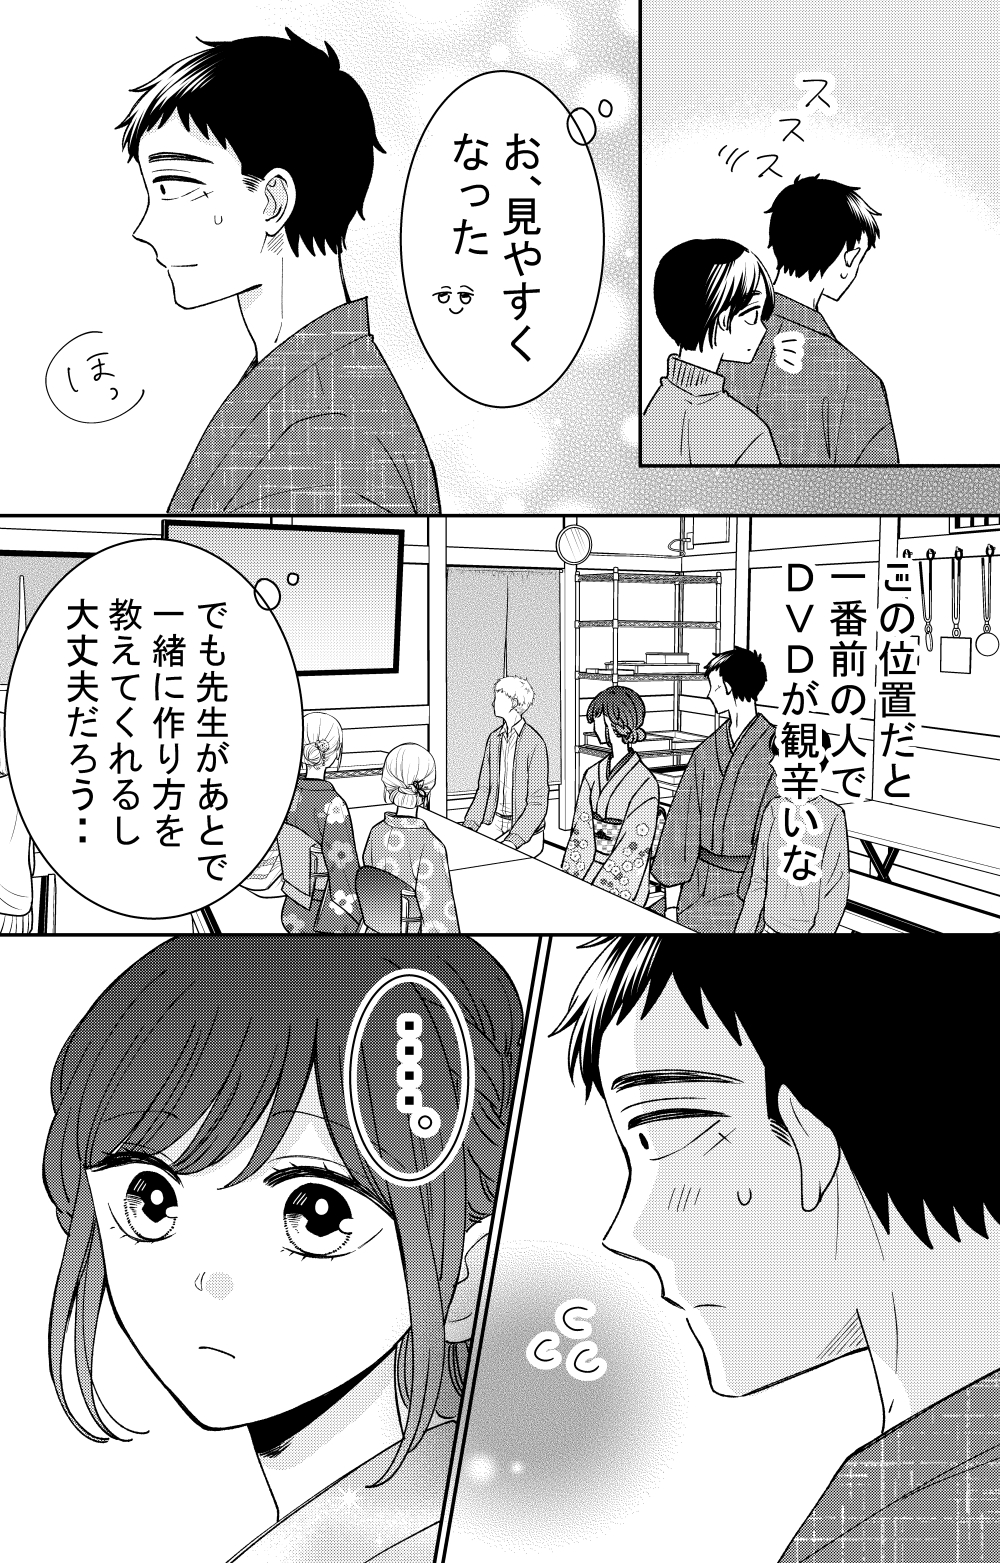 ス
ス
ス
お、見やすく
なった
ほっ
この位置だと
一番前の人で
DVDが観辛いな
でも先生があとで
一緒に作り方を
教えてくれるし
大丈夫だろう‥
‥‥。